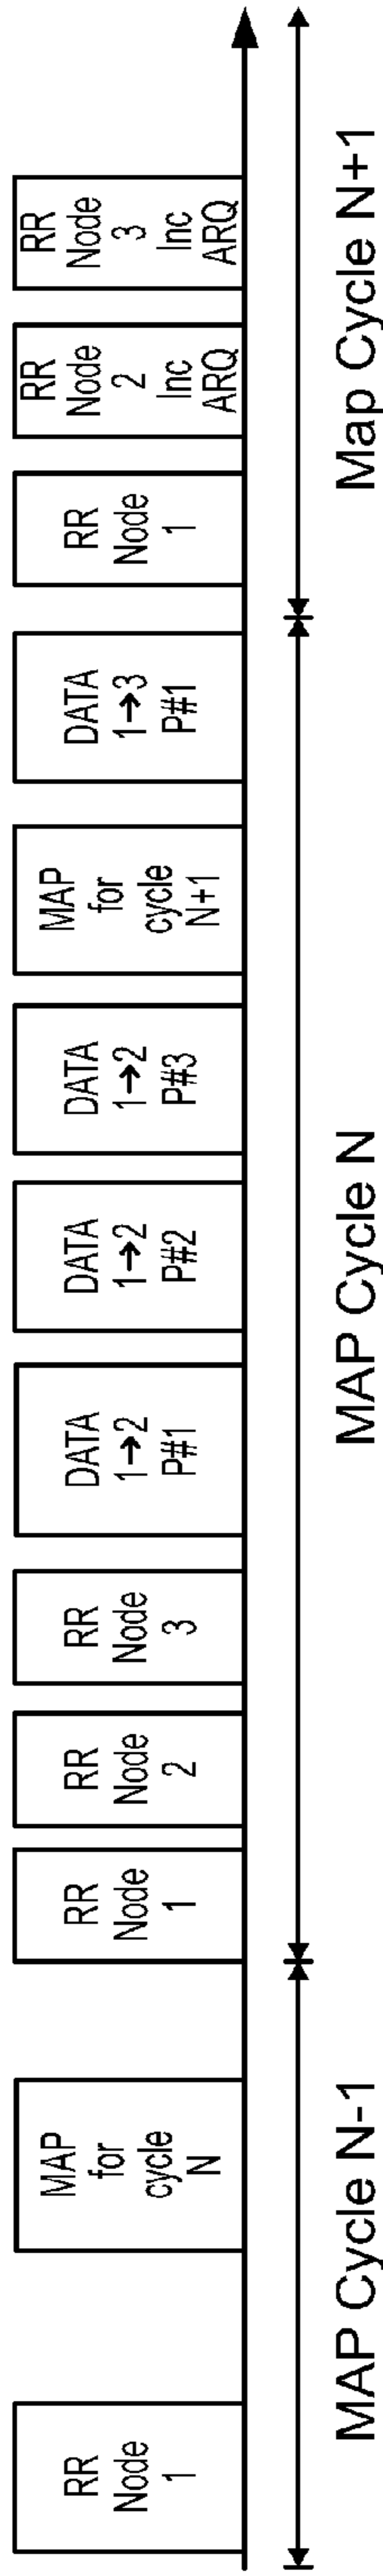 RR
Node
1
MAP
for
cycle
N
RR
Node
1
RR
Node
2
RR
Node
3
DATA
1→2
P#1
DATA
1→2
P#2
DATA
1→2
P#3
MAP
for
cycle
N+1
DATA
1→3
P#1
RR
Node
1
RR
Node
2
Inc
ARQ
RR
Node
3
Inc
ARQ
MAP Cycle N-1
MAP Cycle N
Map Cycle N+1